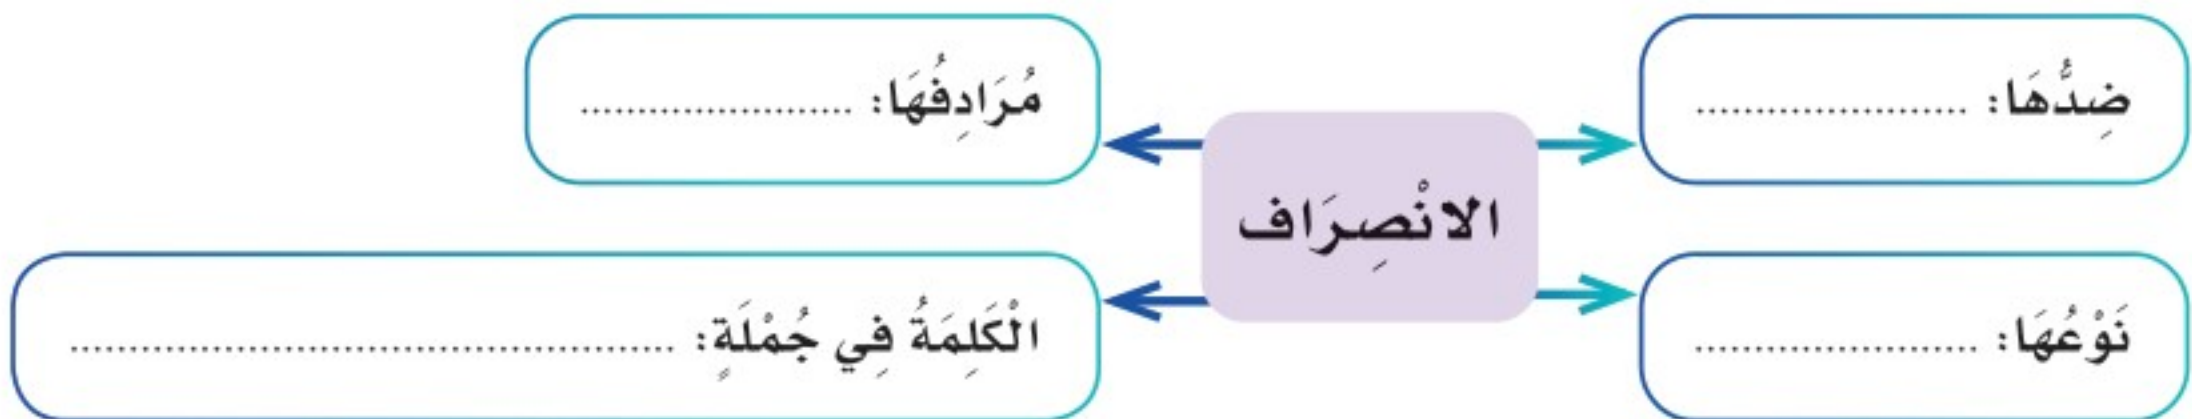 ضِدُّهَا: ......................
مُرَادِفُهَا: ......................
الانْصِرَاف
نَوْعُهَا: ......................
الْكَلِمَةُ فِي جُمْلَةٍ: ..................................................